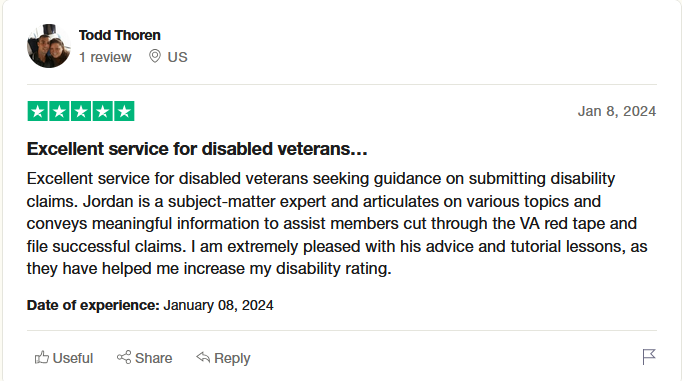 Todd Thoren
1 review US
Jan 8, 2024
Excellent service for disabled veterans…
Excellent service for disabled veterans seeking guidance on submitting disability
claims. Jordan is a subject-matter expert and articulates on various topics and
conveys meaningful information to assist members cut through the VA red tape and
file successful claims. I am extremely pleased with his advice and tutorial lessons, as
they have helped me increase my disability rating.
Date of experience: January 08, 2024
Useful Share Reply